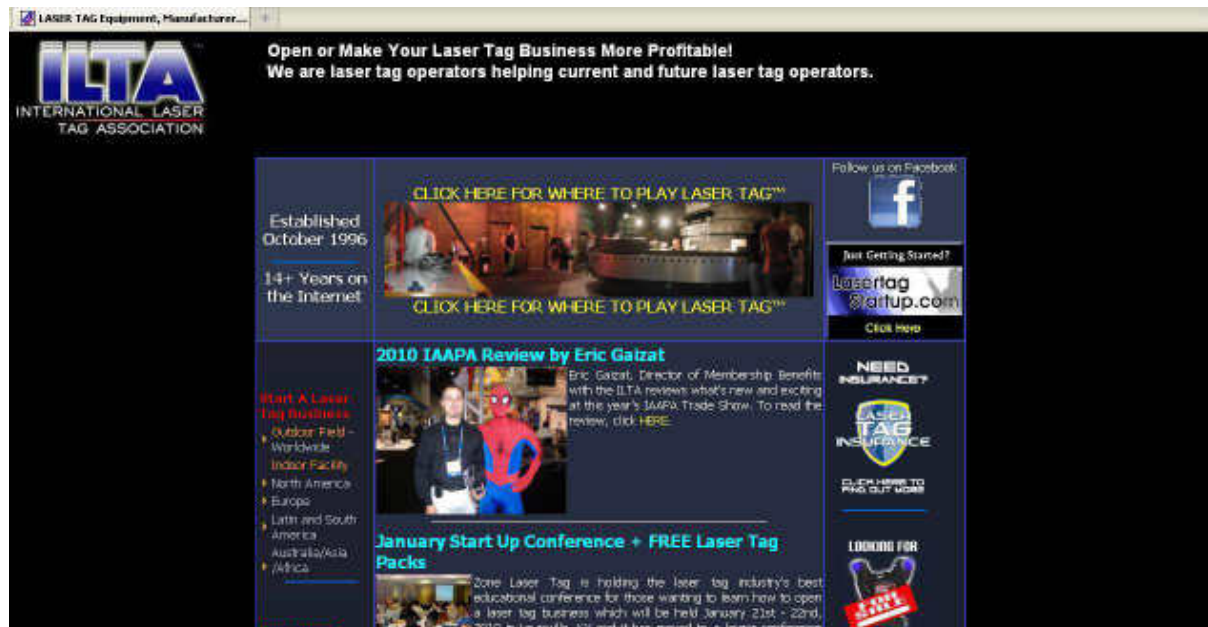 LASER TAG Equipment, Manufacturer...
Open or Make Your Laser Tag Business More Profitable!
We are laser tag operators helping current and future laser tag operators.
ILTA
INTERNATIONAL LASER
TAG ASSOCIATION
Established
October 1996
14+ Years on
the Internet
CLICK HERE FOR WHERE TO PLAY LASER TAG™
CLICK HERE FOR WHERE TO PLAY LASER TAG™
Follow us on Facebook
f
Just Getting Started?
Lasertag
Startup.com
Click Here
Start A Laser
Tag Business
Outdoor Field -
Worldwide
Indoor Facility
North America
Europe
Latin and South
America
Australia/Asia
/Africa
2010 IAAPA Review by Eric Gaizat
Eric Gaizat, Director of Membership Benefits
with the ILTA reviews what's new and exciting
at this year's IAAPA Trade Show. To read the
review, click HERE.
January Start Up Conference + FREE Laser Tag
Packs
Zone Laser Tag is holding the laser tag industry's best
educational conference for those wanting to learn how to open
a laser tag business which will be held January 21st - 22nd,
NEED
INSURANCE?
LASER
TAG
INSURANCE
CLICK HERE TO
FIND OUT MORE
LOOKING FOR
FOR
SALE